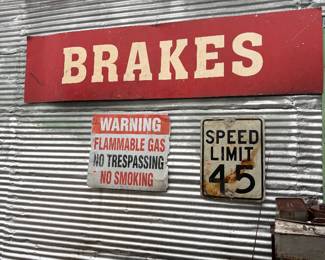 BRAKES
WARNING
FLAMMABLE GAS
NO TRESPASSING
NO SMOKING
SPEED
LIMIT
45